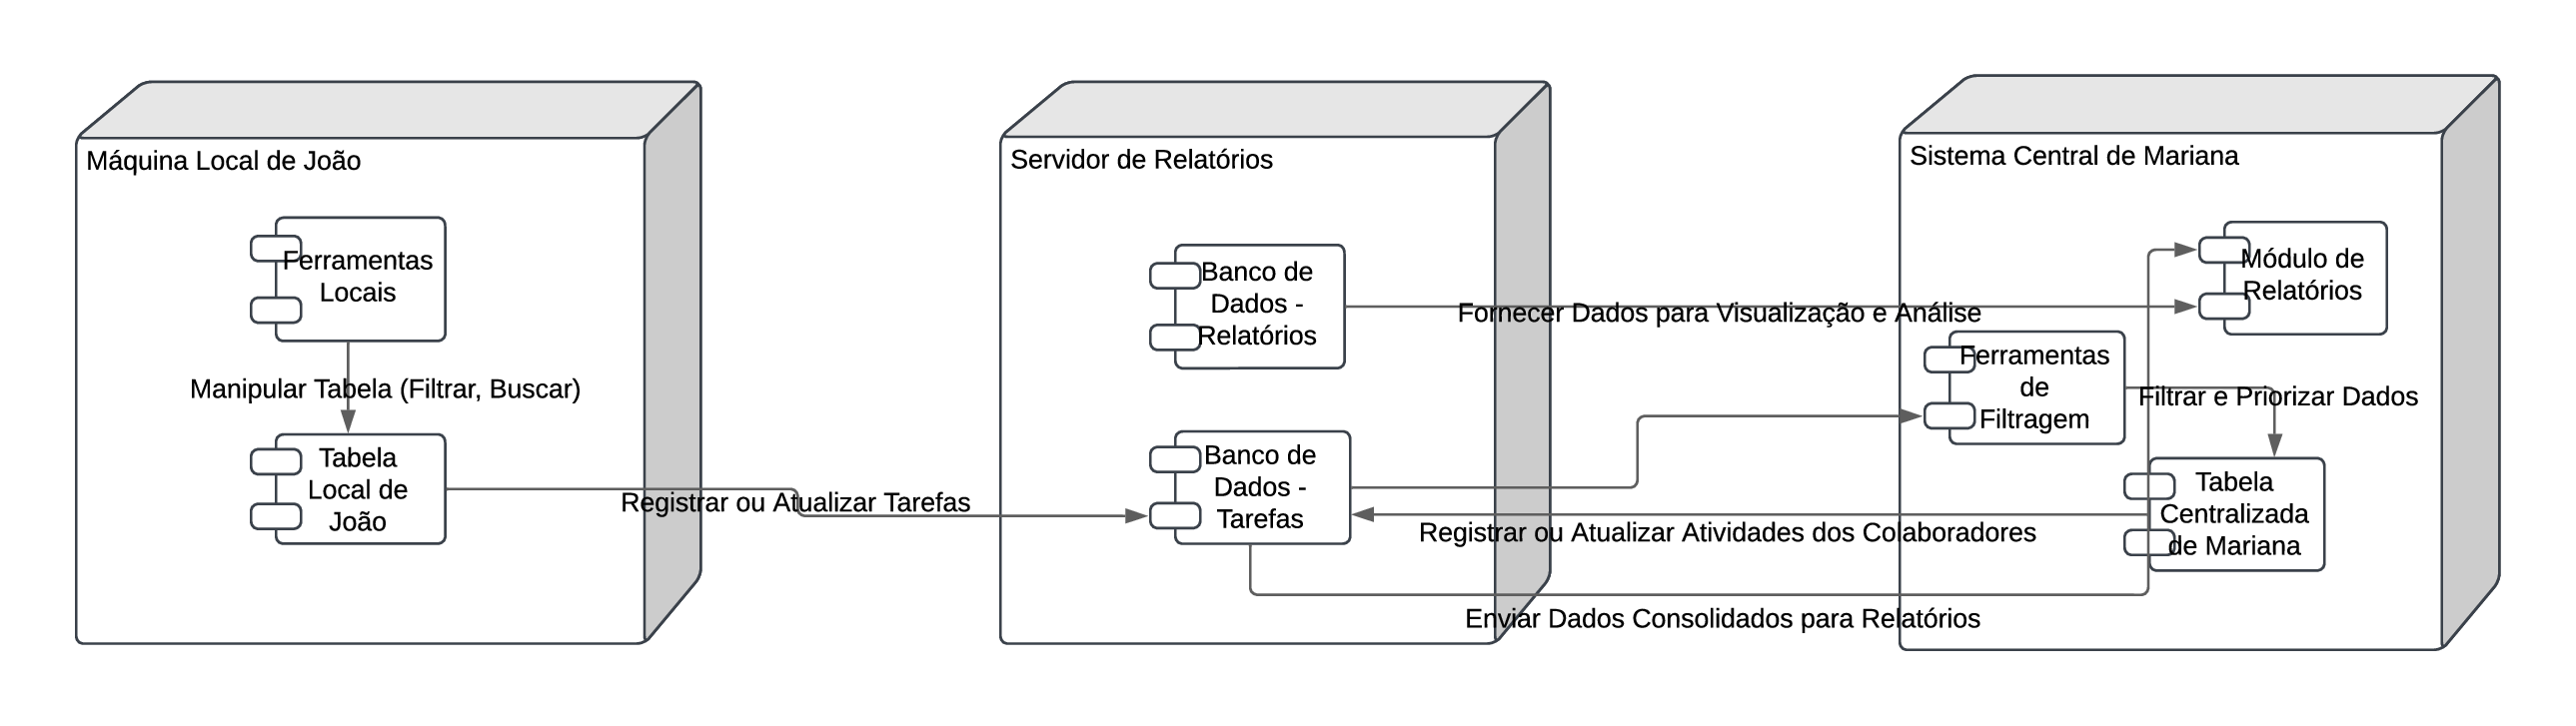 Máquina Local de João
Ferramentas
Locais
Manipular Tabela (Filtrar, Buscar)
Tabela
Local de
João
Registrar ou Atualizar Tarefas
Servidor de Relatórios
Banco de
Dados -
Relatórios
Fornecer Dados para Visualização e Análise
Banco de
Dados -
Tarefas
Registrar ou Atualizar Atividades dos Colaboradores
Enviar Dados Consolidados para Relatórios
Sistema Central de Mariana
Módulo de
Relatórios
Ferramentas
de
Filtragem
Filtrar e Priorizar Dados
Tabela
Centralizada
de Mariana